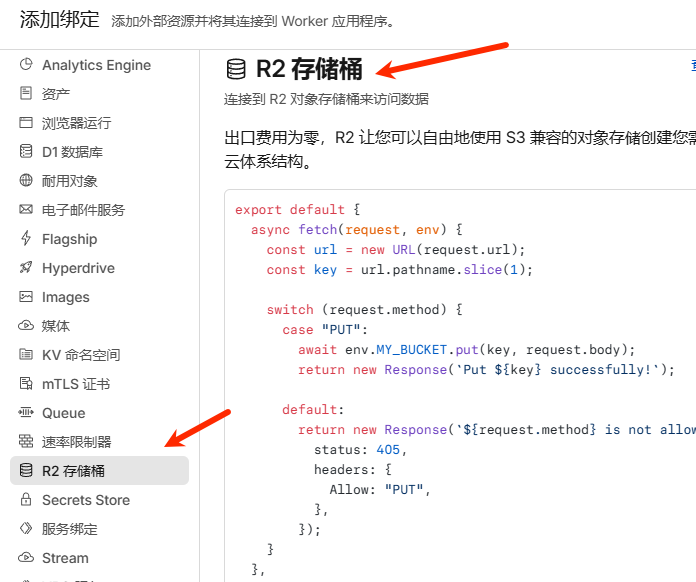 添加绑定 添加外部资源并将其连接到 Worker 应用程序。
Analytics Engine
资产
浏览器运行
D1 数据库
耐用对象
电子邮件服务
Flagship
Hyperdrive
Images
媒体
KV 命名空间
mTLS 证书
Queue
速率限制器
R2 存储桶
Secrets Store
服务绑定
Stream
R2 存储桶
连接到 R2 对象存储桶来访问数据
出口费用为零，R2 让您可以自由地使用 S3 兼容的对象存储创建您需
云体系结构。
export default {
  async fetch(request, env) {
    const url = new URL(request.url);
    const key = url.pathname.slice(1);

    switch (request.method) {
      case "PUT":
        await env.MY_BUCKET.put(key, request.body);
        return new Response(`Put ${key} successfully!`);

      default:
        return new Response(`${request.method} is not allow
          status: 405,
          headers: {
            Allow: "PUT",
          },
        });
    }
  },